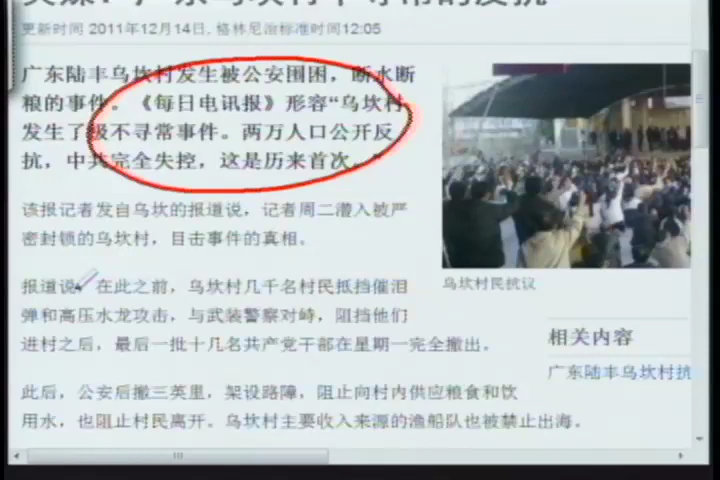 英媒：广东乌坎村不寻常的反抗
更新时间 2011年12月14日, 格林尼治标准时间12:05
广东陆丰乌坎村发生被公安围困，断水断
粮的事件。《每日电讯报》形容“乌坎村
发生了极不寻常事件。两万人口公开反
抗，中共完全失控，这是历来首次。”
该报记者发自乌坎的报道说，记者周二潜入被严
密封锁的乌坎村，目击事件的真相。
报道说 在此之前，乌坎村几千名村民抵挡催泪
弹和高压水龙攻击，与武装警察对峙，阻挡他们
进村之后，最后一批十几名共产党干部在星期一完全撤出。
此后，公安后撤三英里，架设路障，阻止向村内供应粮食和饮
用水，也阻止村民离开。乌坎村主要收入来源的渔船队也被禁止出海。
乌坎村民抗议
相关内容
广东陆丰乌坎村抗